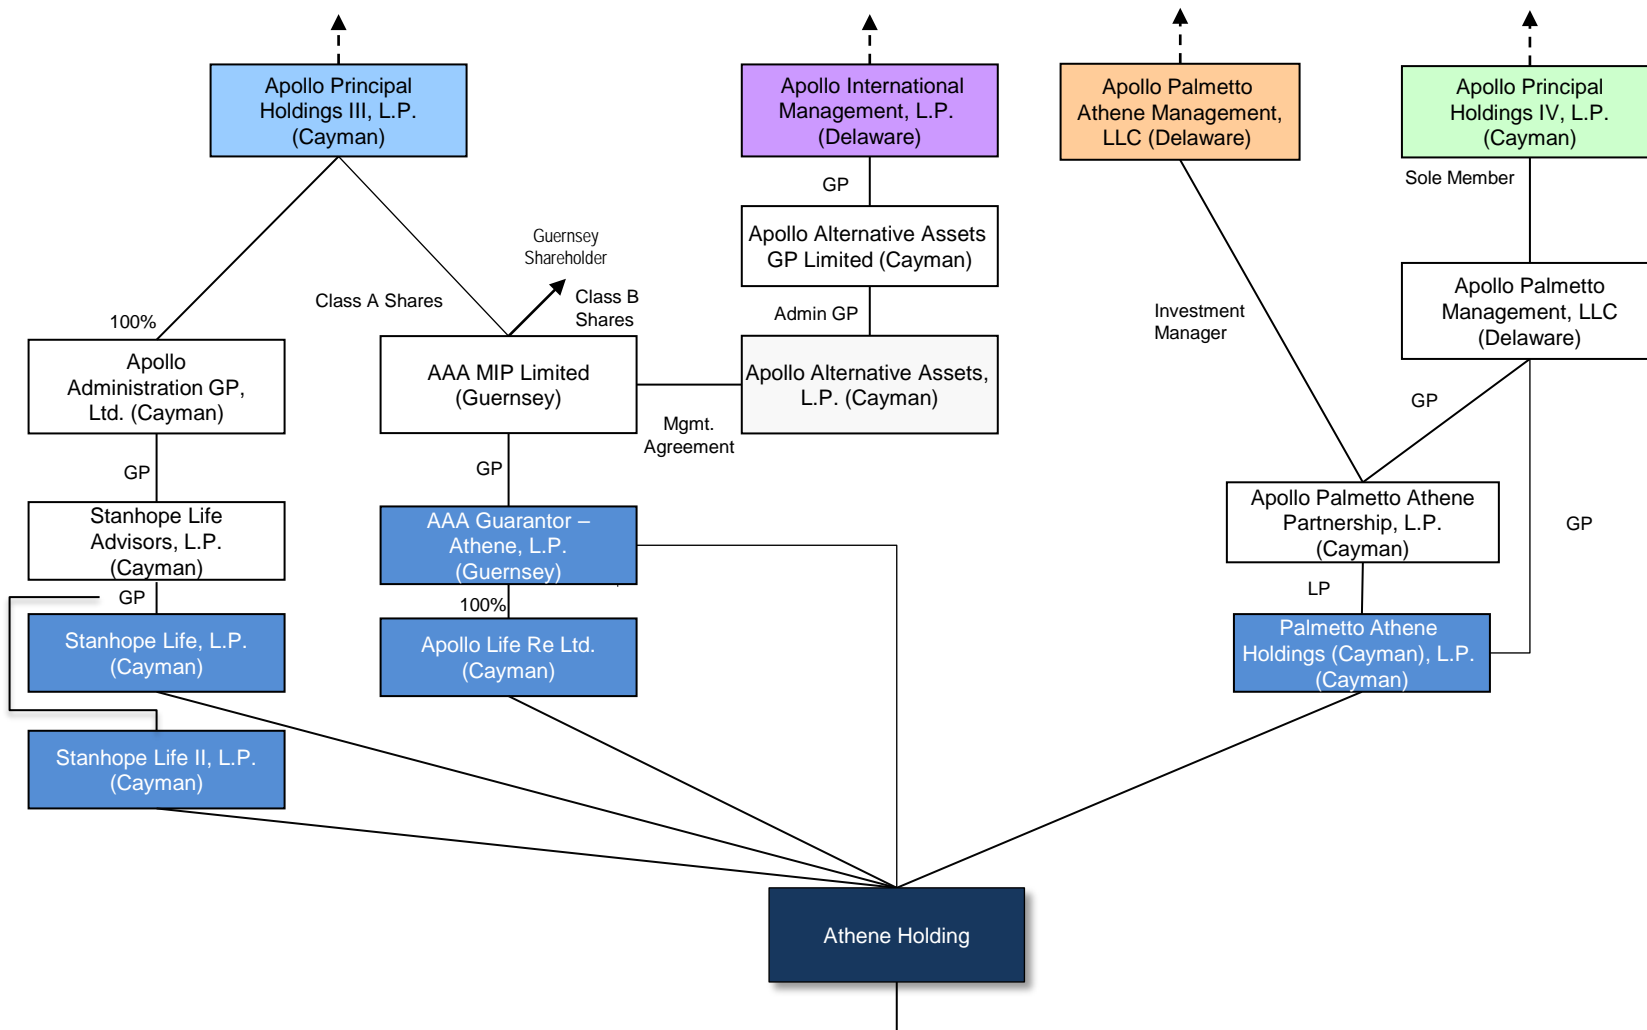 Apollo Principal
Holdings III, L.P.
(Cayman)
Apollo International
Management, L.P.
(Delaware)
Apollo Palmetto
Athene Management,
LLC (Delaware)
Apollo Principal
Holdings IV, L.P.
(Cayman)
GP
Sole Member
Guernsey
Shareholder
Apollo Alternative Assets
GP Limited (Cayman)
Class A Shares
Class B
Shares
100%
Admin GP
Investment
Manager
Apollo Palmetto
Management, LLC
(Delaware)
Apollo
Administration GP,
Ltd. (Cayman)
AAA MIP Limited
(Guernsey)
Apollo Alternative Assets,
L.P. (Cayman)
Mgmt.
Agreement
GP
GP
GP
Stanhope Life
Advisors, L.P.
(Cayman)
AAA Guarantor –
Athene, L.P.
(Guernsey)
Apollo Palmetto Athene
Partnership, L.P.
(Cayman)
GP
GP
100%
LP
Stanhope Life, L.P.
(Cayman)
Apollo Life Re Ltd.
(Cayman)
Palmetto Athene
Holdings (Cayman), L.P.
(Cayman)
Stanhope Life II, L.P.
(Cayman)
Athene Holding